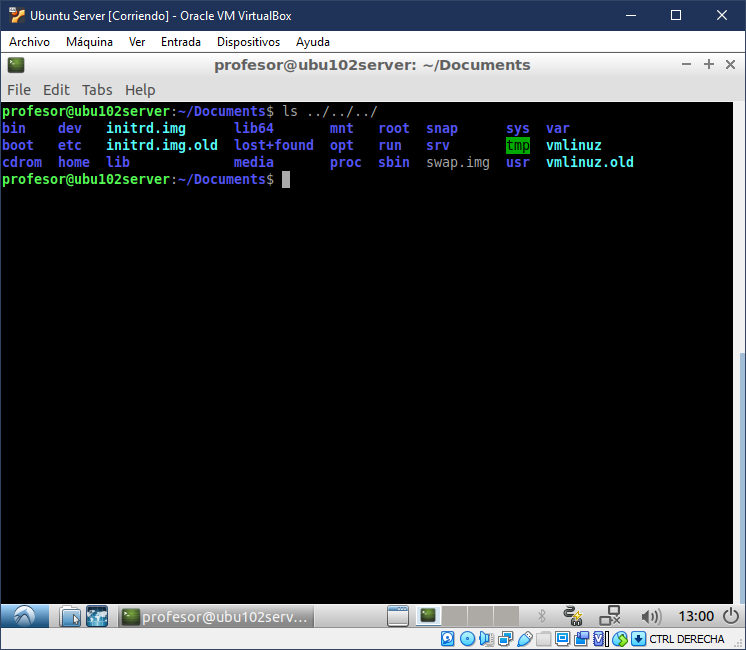 Ubuntu Server [Corriendo] - Oracle VM VirtualBox
Archivo Máquina Ver Entrada Dispositivos Ayuda
profesor@ubu102server: ~/Documents
File Edit Tabs Help
profesor@ubu102server:~/Documents$ ls ../../../
bin dev initrd.img lib64 mnt root snap sys var
boot etc initrd.img.old lost+found opt run srv tmp vmlinuz
cdrom home lib media proc sbin swap.img usr vmlinuz.old
profesor@ubu102server:~/Documents$
profesor@ubu102serv... 13:00
CTRL DERECHA